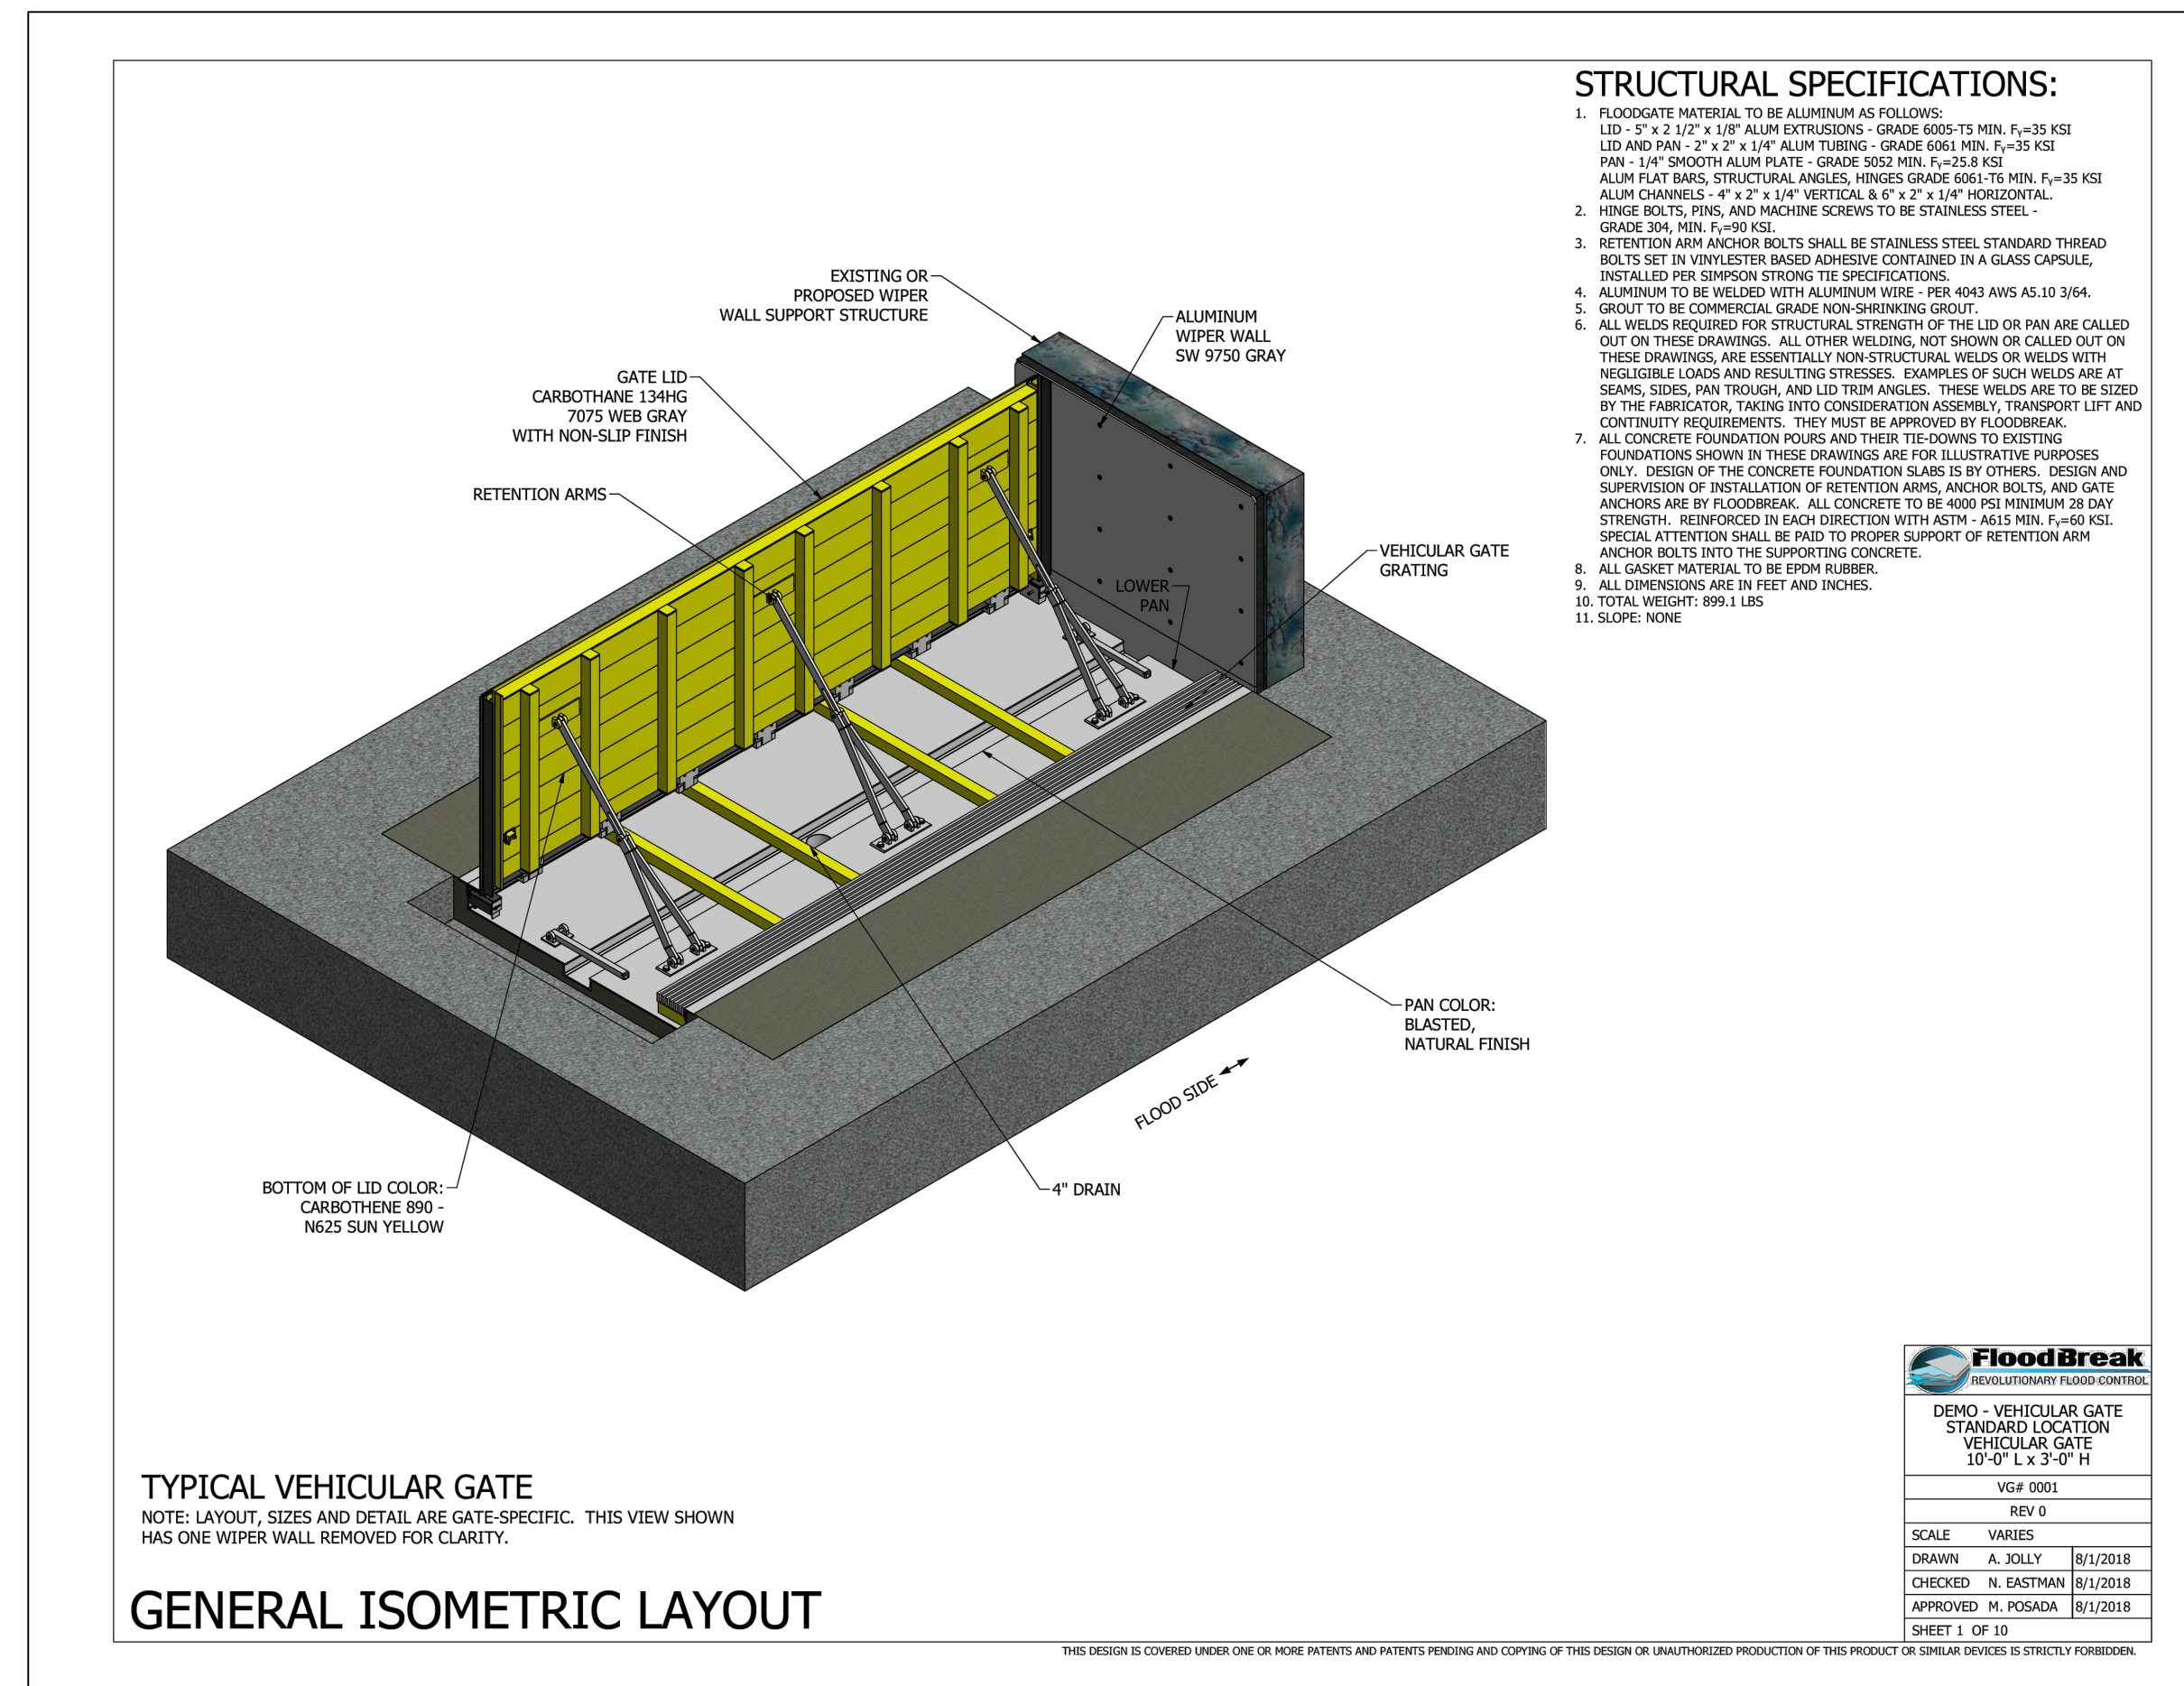 STRUCTURAL SPECIFICATIONS:
1. FLOODGATE MATERIAL TO BE ALUMINUM AS FOLLOWS:
LID - 5" x 2 1/2" x 1/8" ALUM EXTRUSIONS - GRADE 6005-T5 MIN. Fy=35 KSI
LID AND PAN - 2" x 2" x 1/4" ALUM TUBING - GRADE 6061 MIN. Fy=35 KSI
PAN - 1/4" SMOOTH ALUM PLATE - GRADE 5052 MIN. Fy=25.8 KSI
ALUM FLAT BARS, STRUCTURAL ANGLES, HINGES GRADE 6061-T6 MIN. Fy=35 KSI
ALUM CHANNELS - 4" x 2" x 1/4" VERTICAL & 6" x 2" x 1/4" HORIZONTAL.
2. HINGE BOLTS, PINS, AND MACHINE SCREWS TO BE STAINLESS STEEL -
GRADE 304, MIN. Fy=90 KSI.
3. RETENTION ARM ANCHOR BOLTS SHALL BE STAINLESS STEEL STANDARD THREAD
BOLTS SET IN VINYLESTER BASED ADHESIVE CONTAINED IN A GLASS CAPSULE,
INSTALLED PER SIMPSON STRONG TIE SPECIFICATIONS.
4. ALUMINUM TO BE WELDED WITH ALUMINUM WIRE - PER 4043 AWS A5.10 3/64.
5. GROUT TO BE COMMERCIAL GRADE NON-SHRINKING GROUT.
6. ALL WELDS REQUIRED FOR STRUCTURAL STRENGTH OF THE LID OR PAN ARE CALLED
OUT ON THESE DRAWINGS. ALL OTHER WELDING, NOT SHOWN OR CALLED OUT ON
THESE DRAWINGS, ARE ESSENTIALLY NON-STRUCTURAL WELDS OR WELDS WITH
NEGLIGIBLE LOADS AND RESULTING STRESSES. EXAMPLES OF SUCH WELDS ARE AT
SEAMS, SIDES, PAN TROUGH, AND LID TRIM ANGLES. THESE WELDS ARE TO BE SIZED
BY THE FABRICATOR, TAKING INTO CONSIDERATION ASSEMBLY, TRANSPORT LIFT AND
CONTINUITY REQUIREMENTS. THEY MUST BE APPROVED BY FLOODBREAK.
7. ALL CONCRETE FOUNDATION POURS AND THEIR TIE-DOWNS TO EXISTING
FOUNDATIONS SHOWN IN THESE DRAWINGS ARE FOR ILLUSTRATIVE PURPOSES
ONLY. DESIGN OF THE CONCRETE FOUNDATION SLABS IS BY OTHERS. DESIGN AND
SUPERVISION OF INSTALLATION OF RETENTION ARMS, ANCHOR BOLTS, AND GATE
ANCHORS ARE BY FLOODBREAK. ALL CONCRETE TO BE 4000 PSI MINIMUM 28 DAY
STRENGTH. REINFORCED IN EACH DIRECTION WITH ASTM - A615 MIN. Fy=60 KSI.
SPECIAL ATTENTION SHALL BE PAID TO PROPER SUPPORT OF RETENTION ARM
ANCHOR BOLTS INTO THE SUPPORTING CONCRETE.
8. ALL GASKET MATERIAL TO BE EPDM RUBBER.
9. ALL DIMENSIONS ARE IN FEET AND INCHES.
10. TOTAL WEIGHT: 899.1 LBS
11. SLOPE: NONE
EXISTING OR
PROPOSED WIPER
WALL SUPPORT STRUCTURE
ALUMINUM
WIPER WALL
SW 9750 GRAY
GATE LID
CARBOTHANE 134HG
7075 WEB GRAY
WITH NON-SLIP FINISH
RETENTION ARMS
VEHICULAR GATE
GRATING
LOWER
PAN
PAN COLOR:
BLASTED,
NATURAL FINISH
FLOOD SIDE
4" DRAIN
BOTTOM OF LID COLOR:
CARBOTHENE 890 -
N625 SUN YELLOW
TYPICAL VEHICULAR GATE
NOTE: LAYOUT, SIZES AND DETAIL ARE GATE-SPECIFIC. THIS VIEW SHOWN
HAS ONE WIPER WALL REMOVED FOR CLARITY.
GENERAL ISOMETRIC LAYOUT
FloodBreak
REVOLUTIONARY FLOOD CONTROL
DEMO - VEHICULAR GATE
STANDARD LOCATION
VEHICULAR GATE
10'-0" L x 3'-0" H
VG# 0001
REV 0
SCALE VARIES
DRAWN A. JOLLY 8/1/2018
CHECKED N. EASTMAN 8/1/2018
APPROVED M. POSADA 8/1/2018
SHEET 1 OF 10
THIS DESIGN IS COVERED UNDER ONE OR MORE PATENTS AND PATENTS PENDING AND COPYING OF THIS DESIGN OR UNAUTHORIZED PRODUCTION OF THIS PRODUCT OR SIMILAR DEVICES IS STRICTLY FORBIDDEN.